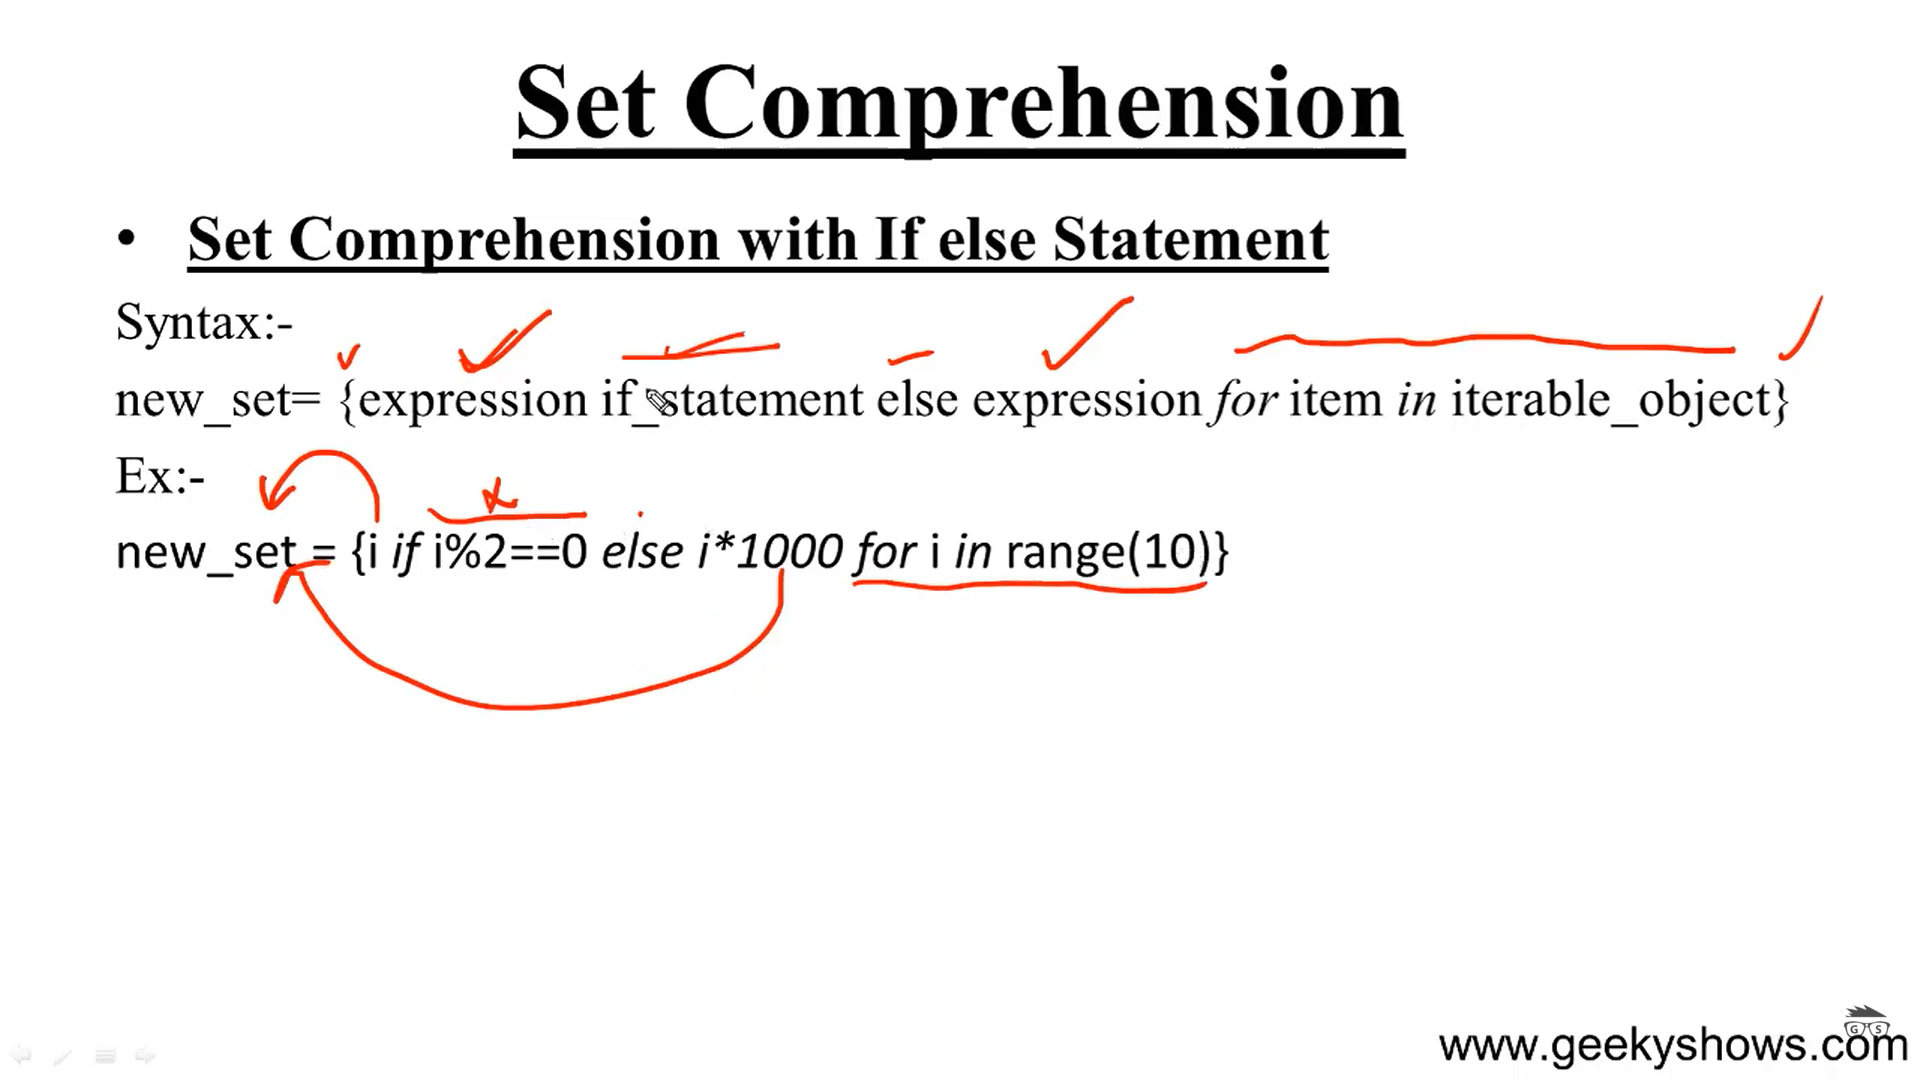 Set Comprehension
• Set Comprehension with If else Statement
Syntax:-
new_set= {expression if_statement else expression for item in iterable_object}
Ex:-
new_set = {i if i%2==0 else i*1000 for i in range(10)}
G S
www.geekyshows.com